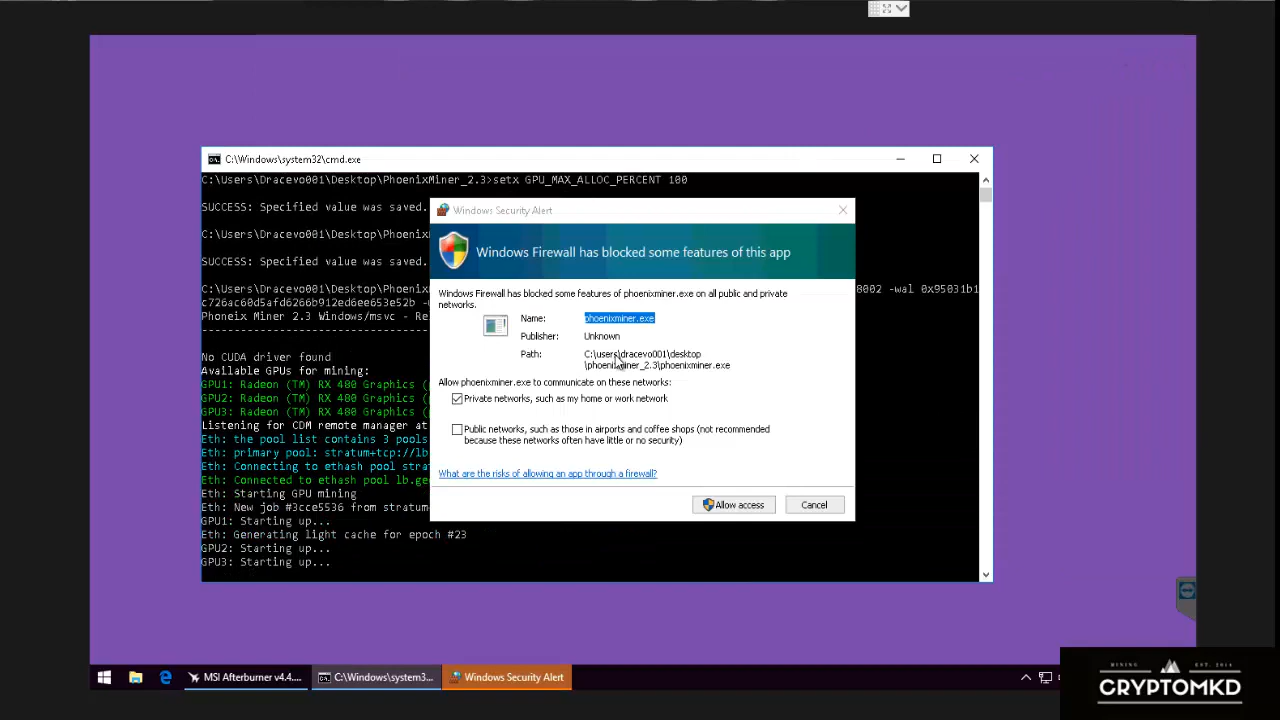 C:\Windows\system32\cmd.exe
C:\Users\Dracevo001\Desktop\PhoenixMiner_2.3>setx GPU_MAX_ALLOC_PERCENT 100
SUCCESS: Specified value was saved.
C:\Users\Dracevo001\Desktop\Phoenix
SUCCESS: Specified value was saved.
C:\Users\Dracevo001\Desktop\Phoenix
8002 -wal 0x95031b1
c726ac60d5afd6266b912ed6ee653e52b
Phoneix Miner 2.3 Windows/msvc - Re
No CUDA driver found
Available GPUs for mining:
GPU1: Radeon (TM) RX 480 Graphics (
GPU2: Radeon (TM) RX 480 Graphics (
GPU3: Radeon (TM) RX 480 Graphics (
Listening for CDM remote manager at
Eth: the pool list contains 3 pools
Eth: primary pool: stratum+tcp://lb
Eth: Connecting to ethash pool stra
Eth: Connected to ethash pool lb.ge
Eth: Starting GPU mining
Eth: New job #3cce5536 from stratum
GPU1: Starting up...
Eth: Generating light cache for epoch #23
GPU2: Starting up...
GPU3: Starting up...
Windows Security Alert
Windows Firewall has blocked some features of this app
Windows Firewall has blocked some features of phoenixminer.exe on all public and private
networks.
Name: phoenixminer.exe
Publisher: Unknown
Path: C:\users\dracevo001\desktop
\phoenixminer_2.3\phoenixminer.exe
Allow phoenixminer.exe to communicate on these networks:
Private networks, such as my home or work network
Public networks, such as those in airports and coffee shops (not recommended
because these networks often have little or no security)
What are the risks of allowing an app through a firewall?
Allow access
Cancel
MSI Afterburner v4.4....
C:\Windows\system3...
Windows Security Alert
MINING EST. 2014
CRYPTOMKD